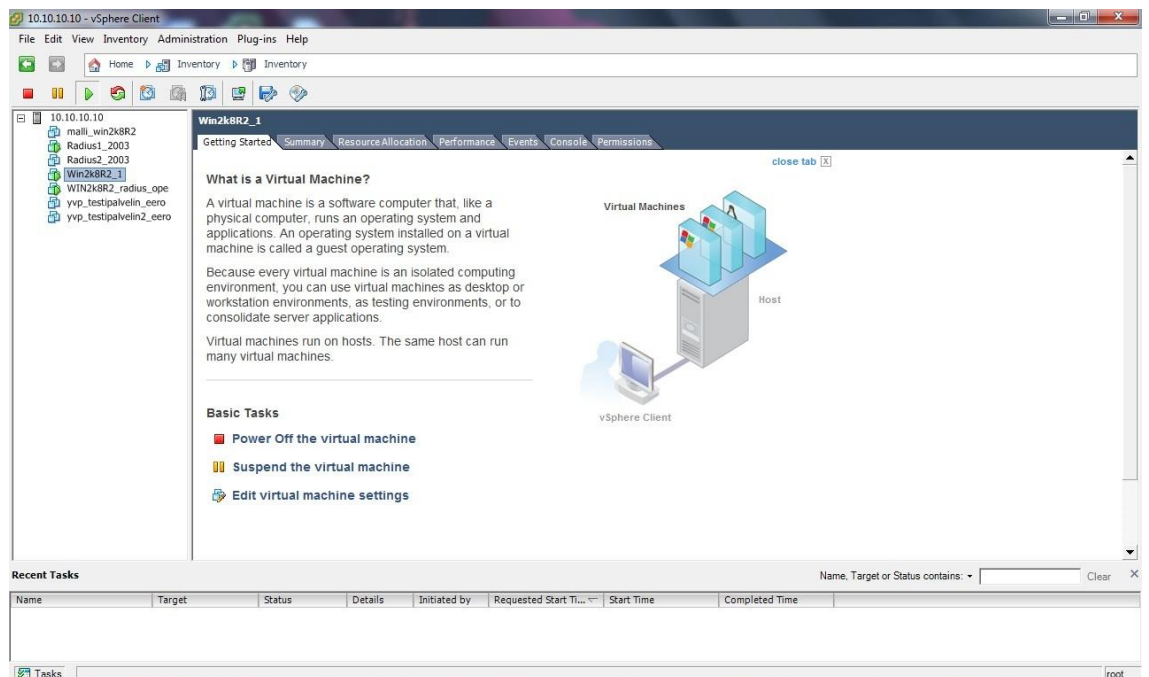 10.10.10.10 - vSphere Client
File Edit View Inventory Administration Plug-ins Help
Home Inventory Inventory
10.10.10.10
malli_win2k8R2
Radius1_2003
Radius2_2003
Win2k8R2_1
WIN2k8R2_radius_ope
yvp_testipalvelin_eero
yvp_testipalvelin2_eero
Win2k8R2_1
Getting Started Summary Resource Allocation Performance Events Console Permissions
close tab X
What is a Virtual Machine?
A virtual machine is a software computer that, like a
physical computer, runs an operating system and
applications. An operating system installed on a virtual
machine is called a guest operating system.
Because every virtual machine is an isolated computing
environment, you can use virtual machines as desktop or
workstation environments, as testing environments, or to
consolidate server applications.
Virtual machines run on hosts. The same host can run
many virtual machines.
Virtual Machines
Host
vSphere Client
Basic Tasks
Power Off the virtual machine
Suspend the virtual machine
Edit virtual machine settings
Recent Tasks
Name, Target or Status contains:
Clear
Name Target Status Details Initiated by Requested Start Ti... Start Time Completed Time
Tasks
root